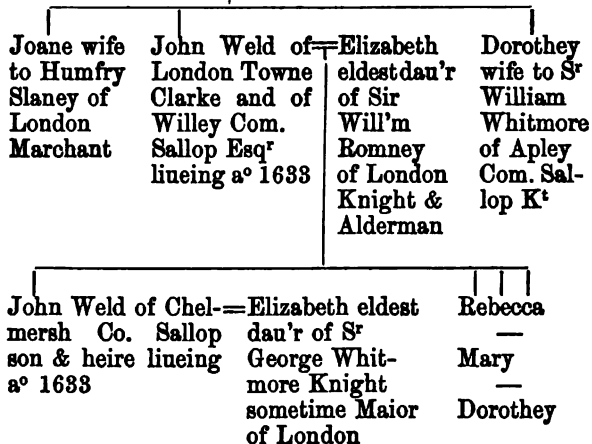 Joane wife
to Humfry
Slaney of
London
Marchant
John Weld of
London Towne
Clarke and of
Willey Com.
Sallop Esqʳ
liueing aº 1633
Elizabeth
eldest dau'r
of Sir
Will'm
Romney
of London
Knight &
Alderman
Dorothey
wife to Sʳ
William
Whitmore
of Apley
Com. Sal-
lop Kᵗ
John Weld of Chel-
mersh Co. Sallop
son & heire liueing
aº 1633
Elizabeth eldest
dau'r of Sʳ
George Whit-
more Knight
sometime Maior
of London
Rebecca
—
Mary
—
Dorothey